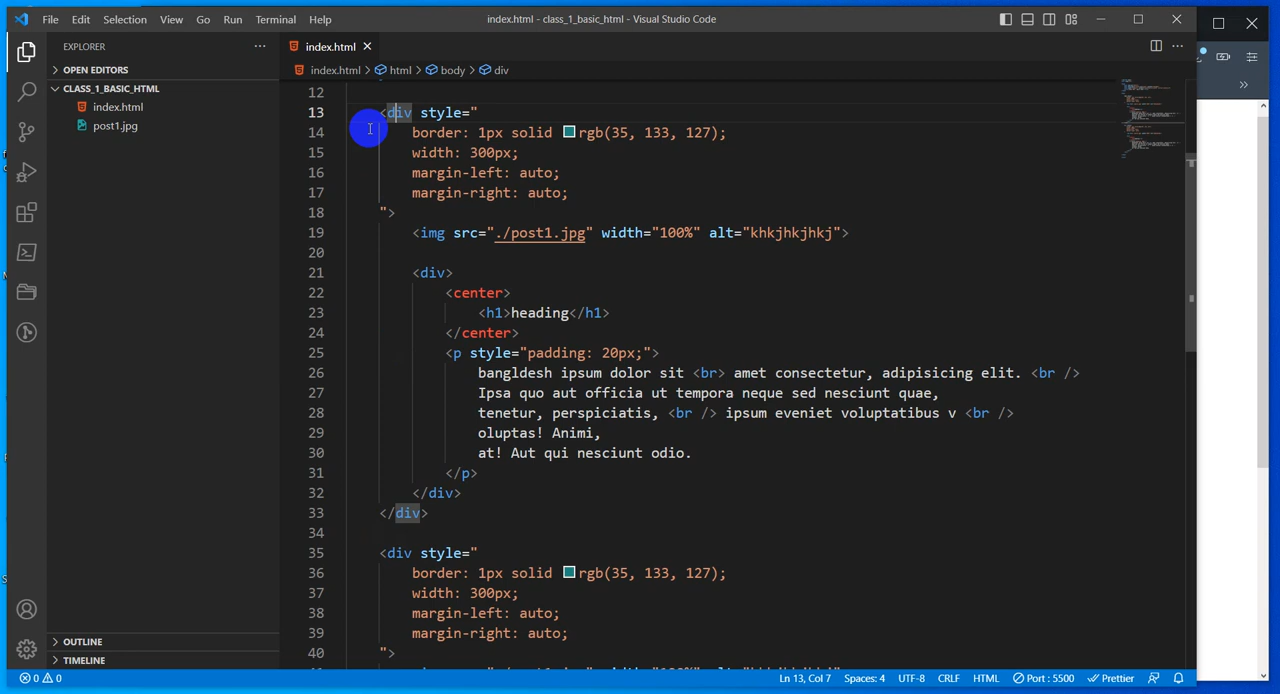 File Edit Selection View Go Run Terminal Help
index.html - class_1_basic_html - Visual Studio Code
EXPLORER
OPEN EDITORS
CLASS_1_BASIC_HTML
index.html
post1.jpg
OUTLINE
TIMELINE
index.html
index.html > html > body > div
12
13 <div style="
14 border: 1px solid rgb(35, 133, 127);
15 width: 300px;
16 margin-left: auto;
17 margin-right: auto;
18 ">
19 <img src="./post1.jpg" width="100%" alt="khkjhkjhkj">
20
21 <div>
22 <center>
23 <h1>heading</h1>
24 </center>
25 <p style="padding: 20px;">
26 bangldesh ipsum dolor sit <br> amet consectetur, adipisicing elit. <br />
27 Ipsa quo aut officia ut tempora neque sed nesciunt quae,
28 tenetur, perspiciatis, <br /> ipsum eveniet voluptatibus v <br />
29 oluptas! Animi,
30 at! Aut qui nesciunt odio.
31 </p>
32 </div>
33 </div>
34
35 <div style="
36 border: 1px solid rgb(35, 133, 127);
37 width: 300px;
38 margin-left: auto;
39 margin-right: auto;
40 ">
0 0
Ln 13, Col 7 Spaces: 4 UTF-8 CRLF HTML Port : 5500 Prettier